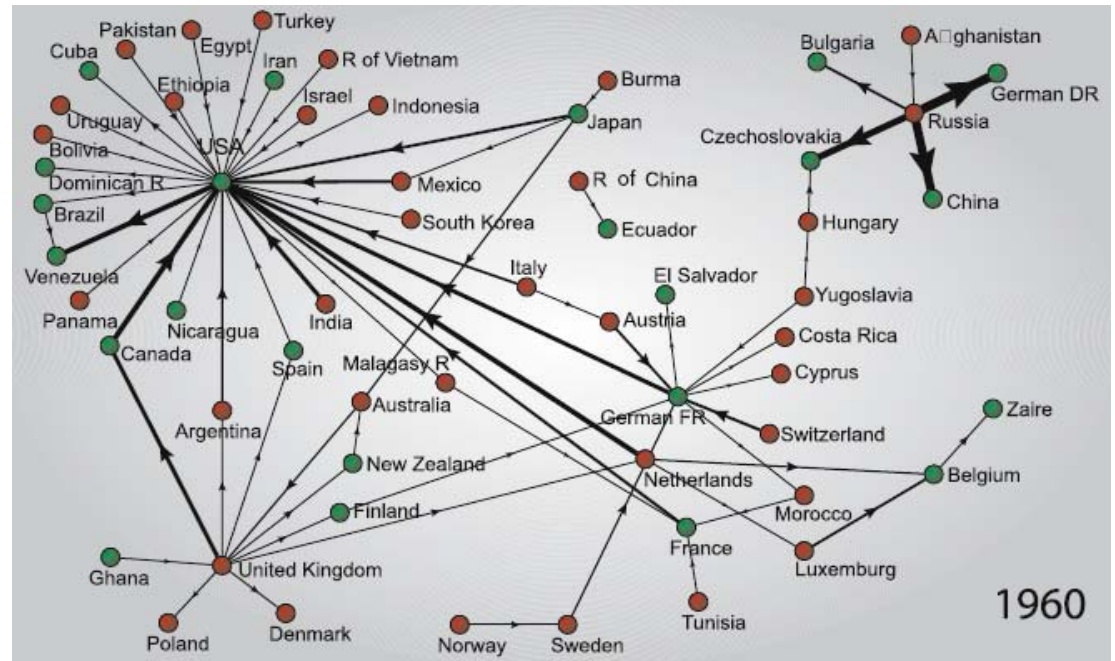 Pakistan
Turkey
Egypt
Cuba
Iran
R of Vietnam
Ethiopia
Israel
Indonesia
Uruguay
USA
Bolivia
Dominican R
Brazil
Venezuela
Panama
Nicaragua
India
Canada
Spain
Mexico
South Korea
Burma
Japan
R of China
Ecuador
Bulgaria
A□ghanistan
German DR
Russia
Czechoslovakia
China
Hungary
Italy
El Salvador
Yugoslavia
Austria
Costa Rica
Malagasy R
Cyprus
Australia
German FR
Zaire
Argentina
Switzerland
New Zealand
Netherlands
Belgium
Finland
Morocco
France
Luxemburg
Ghana
United Kingdom
Poland
Denmark
Norway
Sweden
Tunisia
1960